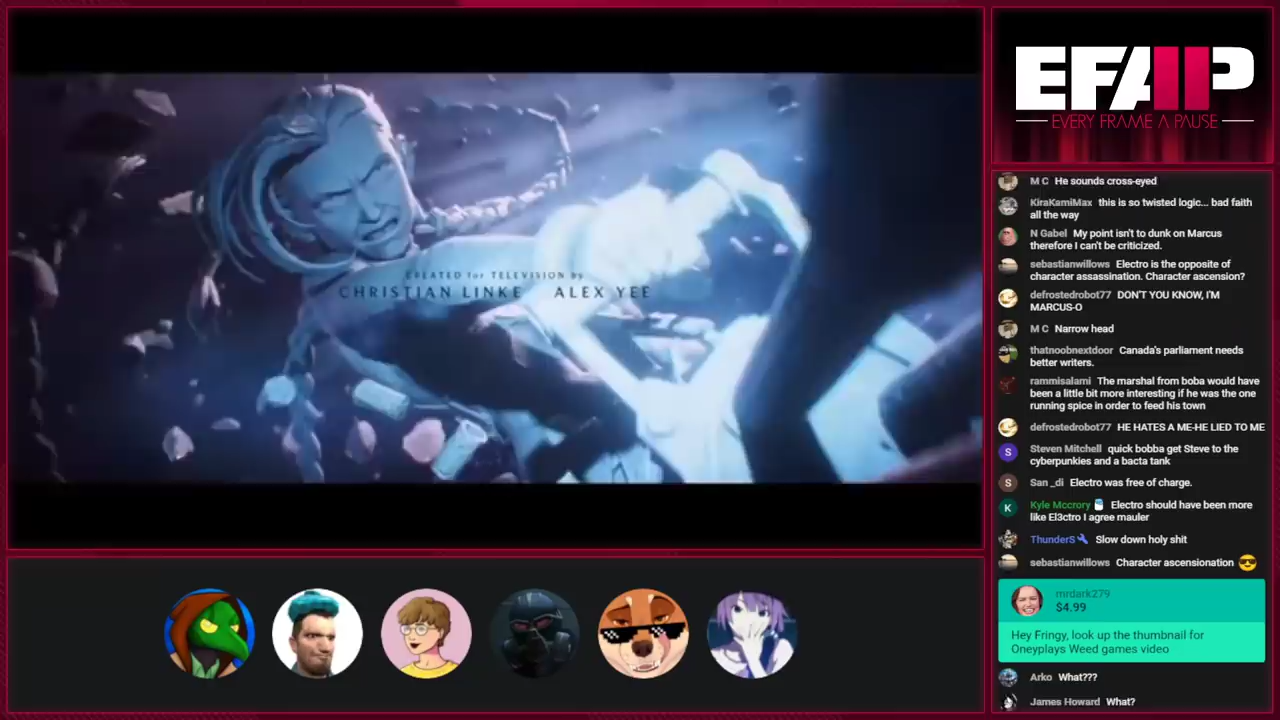 CREATED for TELEVISION by
CHRISTIAN LINKE ALEX YEE
EFAP
EVERY FRAME A PAUSE
M C He sounds cross-eyed
KiraKamiMax this is so twisted logic... bad faith
all the way
N Gabel My point isn't to dunk on Marcus
therefore I can't be criticized.
sebastianwillows Electro is the opposite of
character assassination. Character ascension?
defrostedrobot77 DON'T YOU KNOW, I'M
MARCUS-O
M C Narrow head
thatnoobnextdoor Canada's parliament needs
better writers.
rammisalami The marshal from boba would have
been a little bit more interesting if he was the one
running spice in order to feed his town
defrostedrobot77 HE HATES A ME-HE LIED TO ME
S Steven Mitchell quick bobba get Steve to the
cyberpunkies and a bacta tank
S San _di Electro was free of charge.
K Kyle Mccrory Electro should have been more
like El3ctro I agree mauler
ThunderS Slow down holy shit
sebastianwillows Character ascensionation 😎
mrdark279
$4.99
Hey Fringy, look up the thumbnail for
Oneyplays Weed games video
Arko What???
James Howard What?